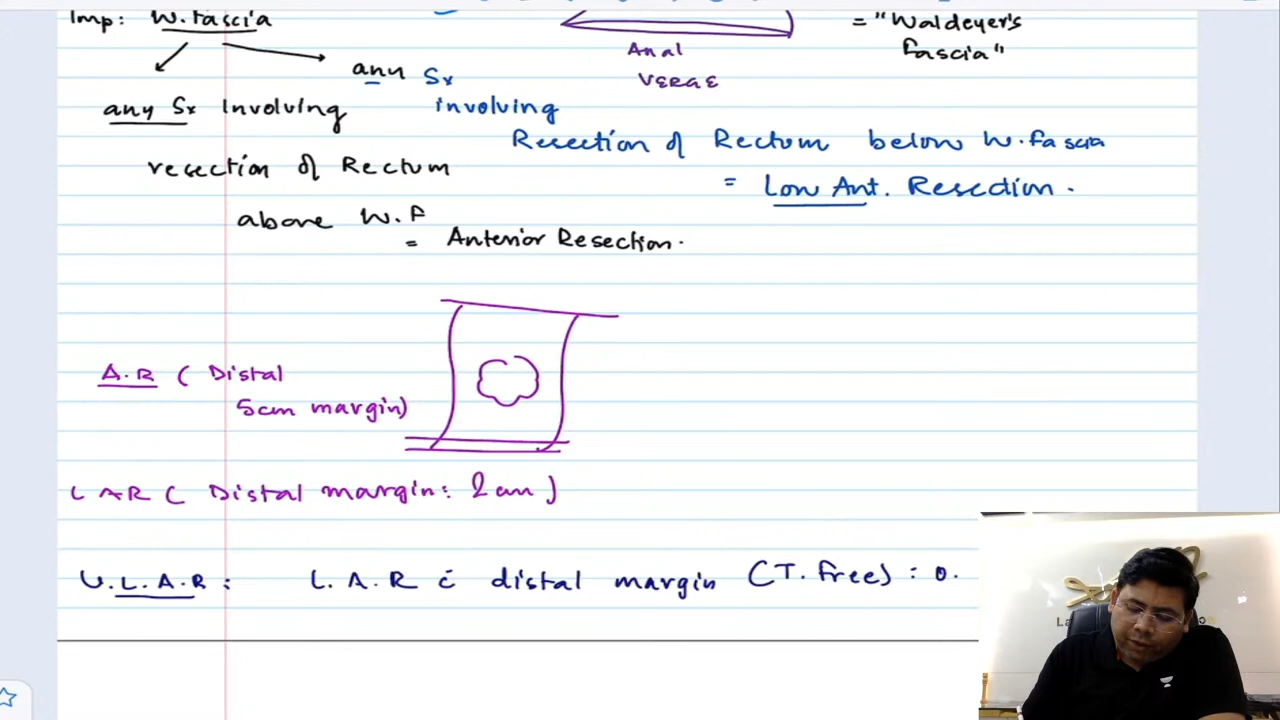 Imp: W.Fascia
= "Waldeyer's
fascia"
Anal
VERGE
any Sx Involving
resection of Rectum
above W.F
= Anterior Resection.
any Sx
involving
Resection of Rectum below W.fascia
= Low Ant. Resection.
A.R ( Distal
5cm margin)
LAR ( Distal margin: 2cm )
U.L.A.R : L.A.R c̄ distal margin (T.free) : 0.